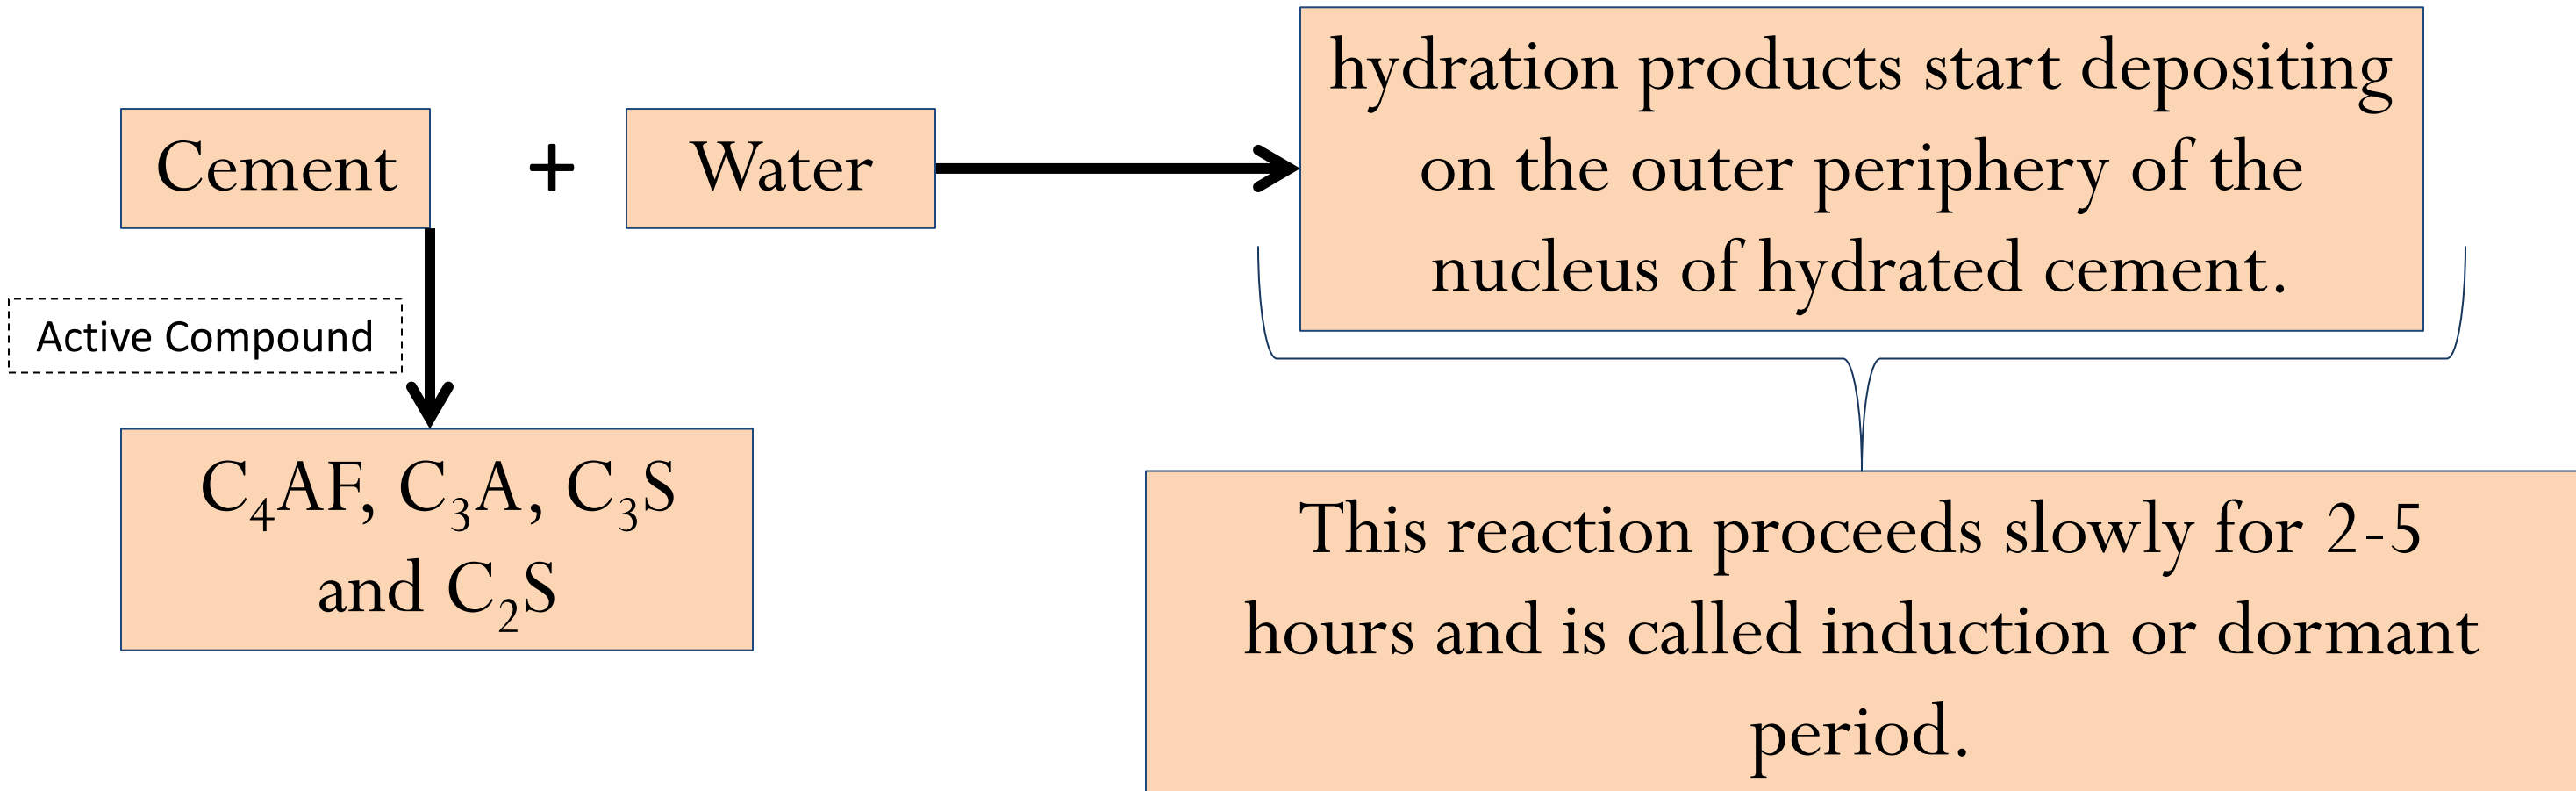 Cement
+
Water
hydration products start depositing
on the outer periphery of the
nucleus of hydrated cement.
Active Compound
C₄AF, C₃A, C₃S
and C₂S
This reaction proceeds slowly for 2-5
hours and is called induction or dormant
period.